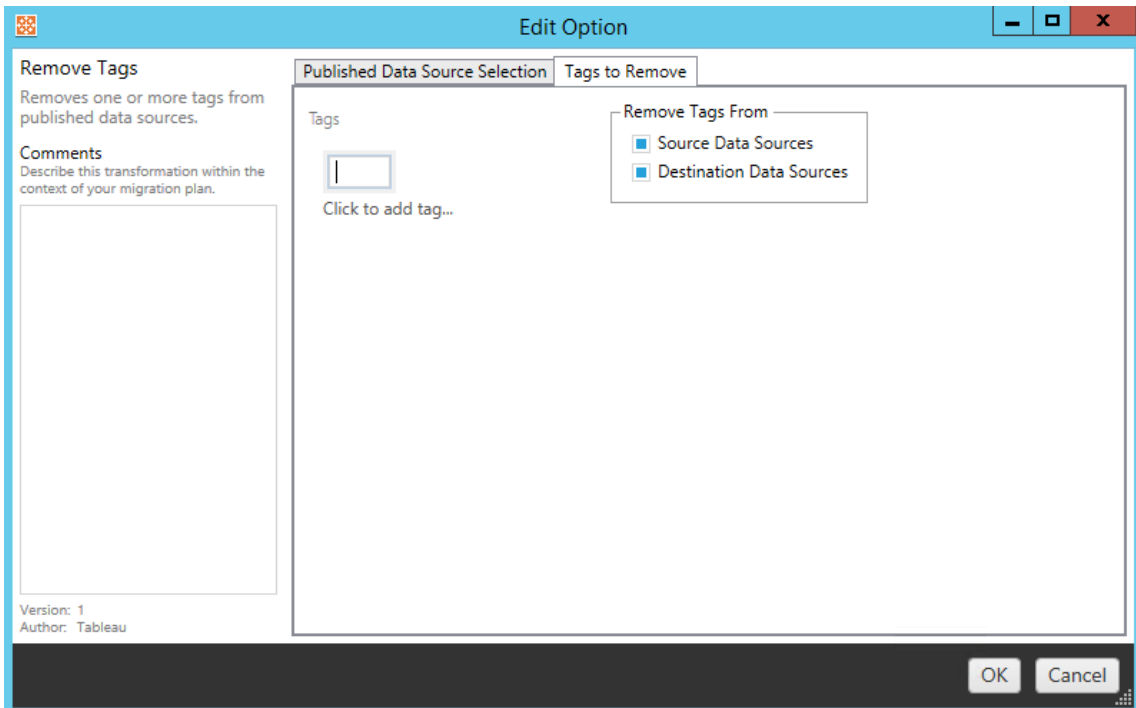 Edit Option
Remove Tags
Removes one or more tags from
published data sources.
Comments
Describe this transformation within the
context of your migration plan.
Version: 1
Author: Tableau
Published Data Source Selection
Tags to Remove
Tags
Click to add tag...
Remove Tags From
Source Data Sources
Destination Data Sources
OK
Cancel